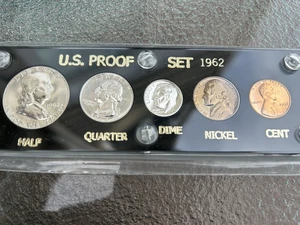 U.S. PROOF SET 1962
HALF QUARTER DIME NICKEL CENT